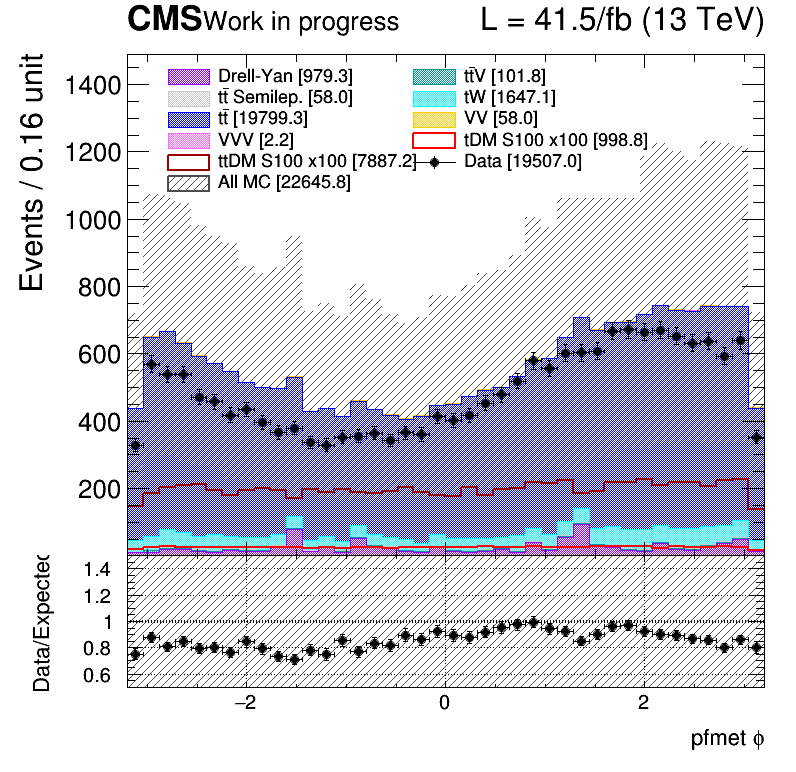 CMS Work in progress L = 41.5/fb (13 TeV)
Events / 0.16 unit
1400
1200
1000
800
600
400
200
Drell-Yan [979.3]
tt̄V [101.8]
tt̄ Semilep. [58.0]
tW [1647.1]
tt̄ [19799.3]
VV [58.0]
VVV [2.2]
tDM S100 x100 [998.8]
ttDM S100 x100 [7887.2]
Data [19507.0]
All MC [22645.8]
Data/Expected
1.4
1.2
1
0.8
0.6
−2 0 2
pfmet ϕ